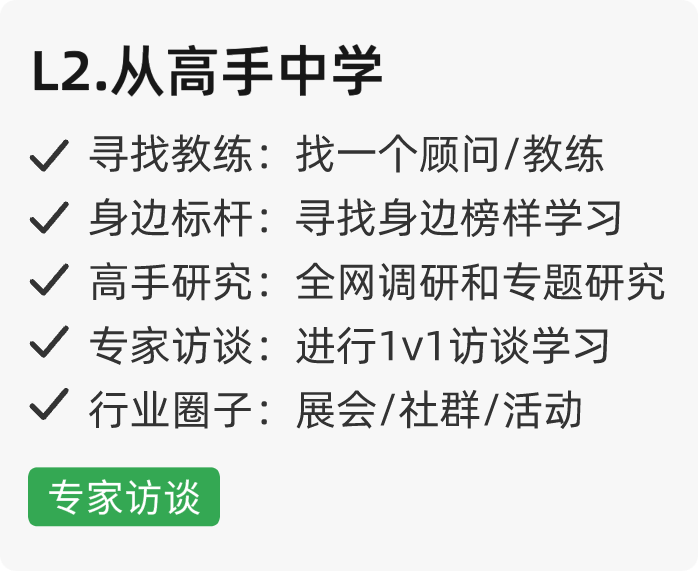 L2.从高手中学
寻找教练：找一个顾问/教练
身边标杆：寻找身边榜样学习
高手研究：全网调研和专题研究
专家访谈：进行1v1访谈学习
行业圈子：展会/社群/活动
专家访谈